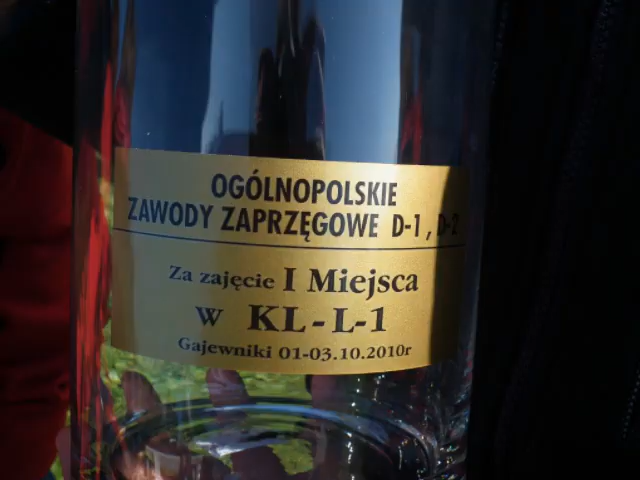 OGÓLNOPOLSKIE
ZAWODY ZAPRZĘGOWE D-1, D-2
Za zajęcie I Miejsca
w KL-L-1
Gajewniki 01-03.10.2010r